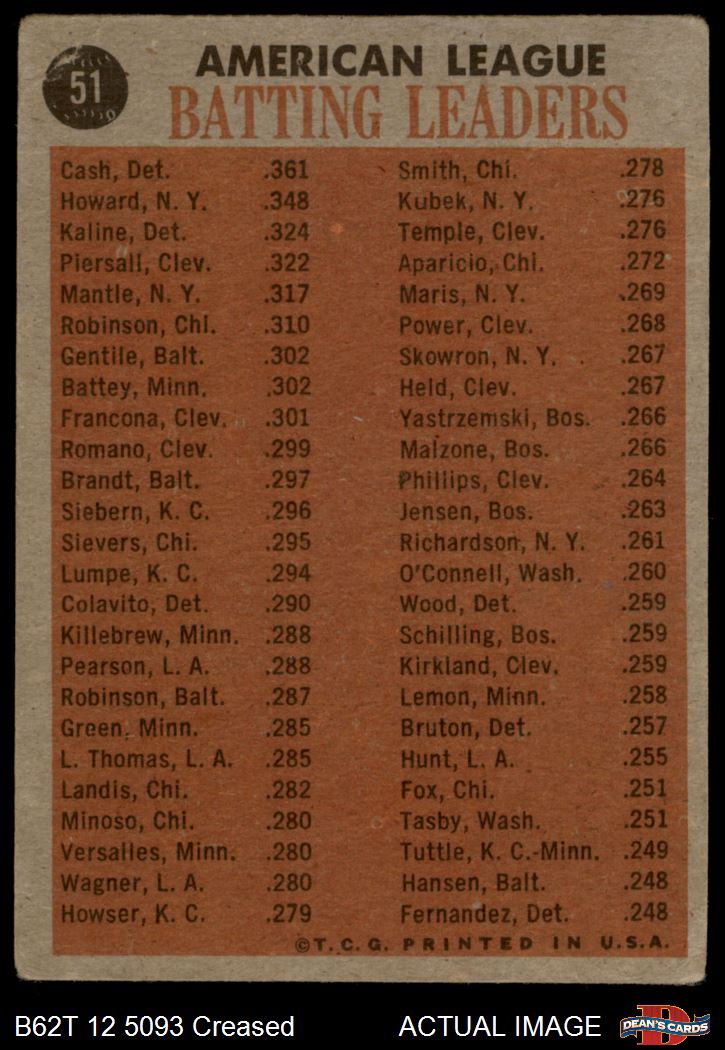 51
AMERICAN LEAGUE
BATTING LEADERS
Cash, Det. .361
Howard, N. Y. .348
Kaline, Det. .324
Piersall, Clev. .322
Mantle, N. Y. .317
Robinson, Chi. .310
Gentile, Balt. .302
Battey, Minn. .302
Francona, Clev. .301
Romano, Clev. .299
Brandt, Balt. .297
Siebern, K. C. .296
Sievers, Chi. .295
Lumpe, K. C. .294
Colavito, Det. .290
Killebrew, Minn. .288
Pearson, L. A. .288
Robinson, Balt. .287
Green, Minn. .285
L. Thomas, L. A. .285
Landis, Chi. .282
Minoso, Chi. .280
Versalles, Minn. .280
Wagner, L. A. .280
Howser, K. C. .279
Smith, Chi. .278
Kubek, N. Y. .276
Temple, Clev. .276
Aparicio, Chi. .272
Maris, N. Y. .269
Power, Clev. .268
Skowron, N. Y. .267
Held, Clev. .267
Yastrzemski, Bos. .266
Malzone, Bos. .266
Phillips, Clev. .264
Jensen, Bos. .263
Richardson, N. Y. .261
O'Connell, Wash. .260
Wood, Det. .259
Schilling, Bos. .259
Kirkland, Clev. .259
Lemon, Minn. .258
Bruton, Det. .257
Hunt, L. A. .255
Fox, Chi. .251
Tasby, Wash. .251
Tuttle, K. C.-Minn. .249
Hansen, Balt. .248
Fernandez, Det. .248
©T.C.G. PRINTED IN U.S.A.
B62T 12 5093 Creased
ACTUAL IMAGE
D
DEAN'S CARDS